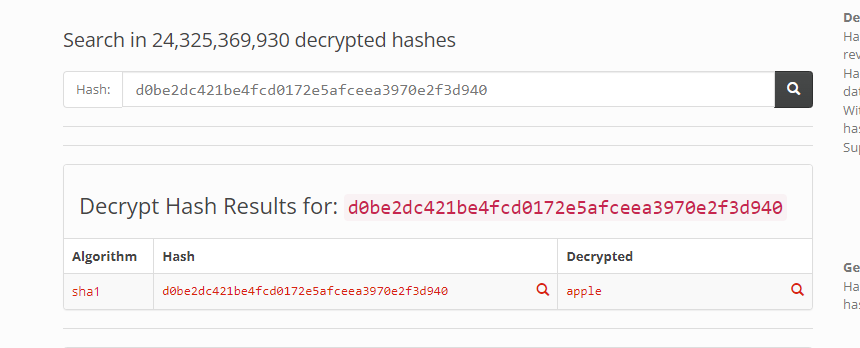 Search in 24,325,369,930 decrypted hashes
Hash: d0be2dc421be4fcd0172e5afceea3970e2f3d940
Decrypt Hash Results for: d0be2dc421be4fcd0172e5afceea3970e2f3d940
Algorithm Hash Decrypted
sha1 d0be2dc421be4fcd0172e5afceea3970e2f3d940 apple
De
Ha
rev
Ha
dat
Wit
has
Sup
Ge
Ha
has